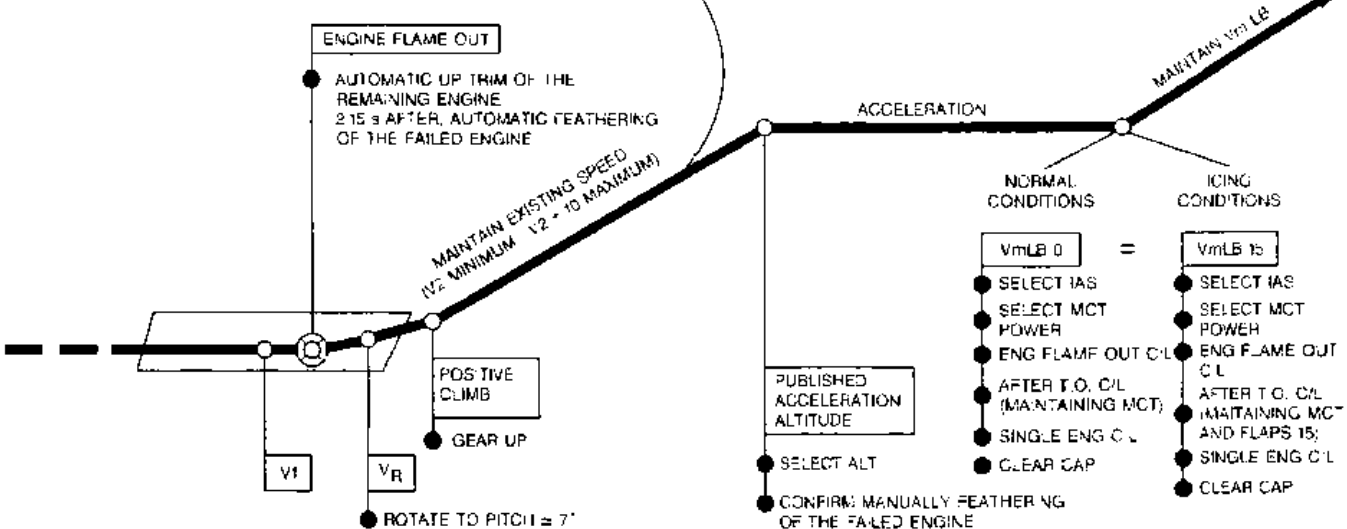 ENGINE FLAME OUT
AUTOMATIC UP TRIM OF THE
REMAINING ENGINE
2.15 s AFTER, AUTOMATIC FEATHERING
OF THE FAILED ENGINE
MAINTAIN EXISTING SPEED
(V2 MINIMUM V2 + 10 MAXIMUM)
ACCELERATION
MAINTAIN Vm LB
V1
VR
ROTATE TO PITCH ≃ 7°
POSITIVE
CLIMB
GEAR UP
PUBLISHED
ACCELERATION
ALTITUDE
SELECT ALT
CONFIRM MANUALLY FEATHERING
OF THE FAILED ENGINE
NORMAL
CONDITIONS
VmLB 0
SELECT IAS
SELECT MCT
POWER
ENG FLAME OUT C/L
AFTER T.O. C/L
(MAINTAINING MCT)
SINGLE ENG C/L
CLEAR CAP
=
ICING
CONDITIONS
VmLB 15
SELECT IAS
SELECT MCT
POWER
ENG FLAME OUT
C/L
AFTER T.O. C/L
(MAITAINING MCT
AND FLAPS 15)
SINGLE ENG C/L
CLEAR CAP